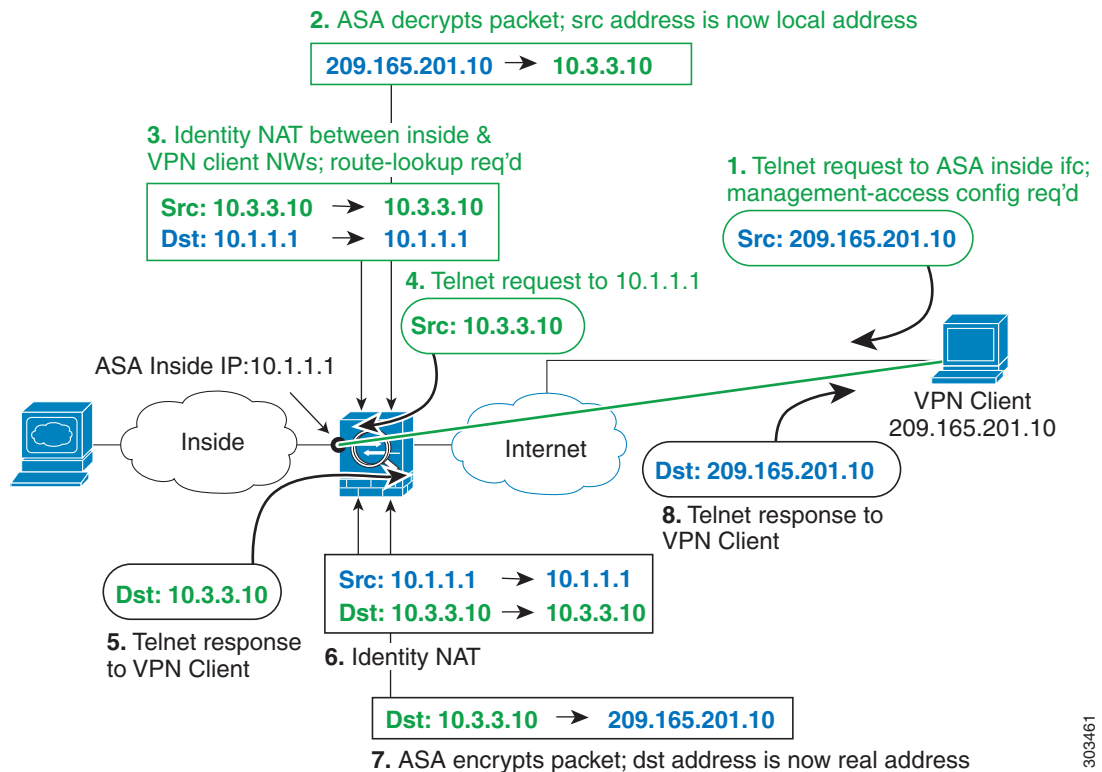 2. ASA decrypts packet; src address is now local address
209.165.201.10 → 10.3.3.10
3. Identity NAT between inside &
VPN client NWs; route-lookup req'd
Src: 10.3.3.10 → 10.3.3.10
Dst: 10.1.1.1 → 10.1.1.1
1. Telnet request to ASA inside ifc;
management-access config req'd
Src: 209.165.201.10
4. Telnet request to 10.1.1.1
Src: 10.3.3.10
ASA Inside IP:10.1.1.1
Inside
Internet
VPN Client
209.165.201.10
Dst: 209.165.201.10
8. Telnet response to
VPN Client
Dst: 10.3.3.10
5. Telnet response
to VPN Client
Src: 10.1.1.1 → 10.1.1.1
Dst: 10.3.3.10 → 10.3.3.10
6. Identity NAT
Dst: 10.3.3.10 → 209.165.201.10
7. ASA encrypts packet; dst address is now real address
303461